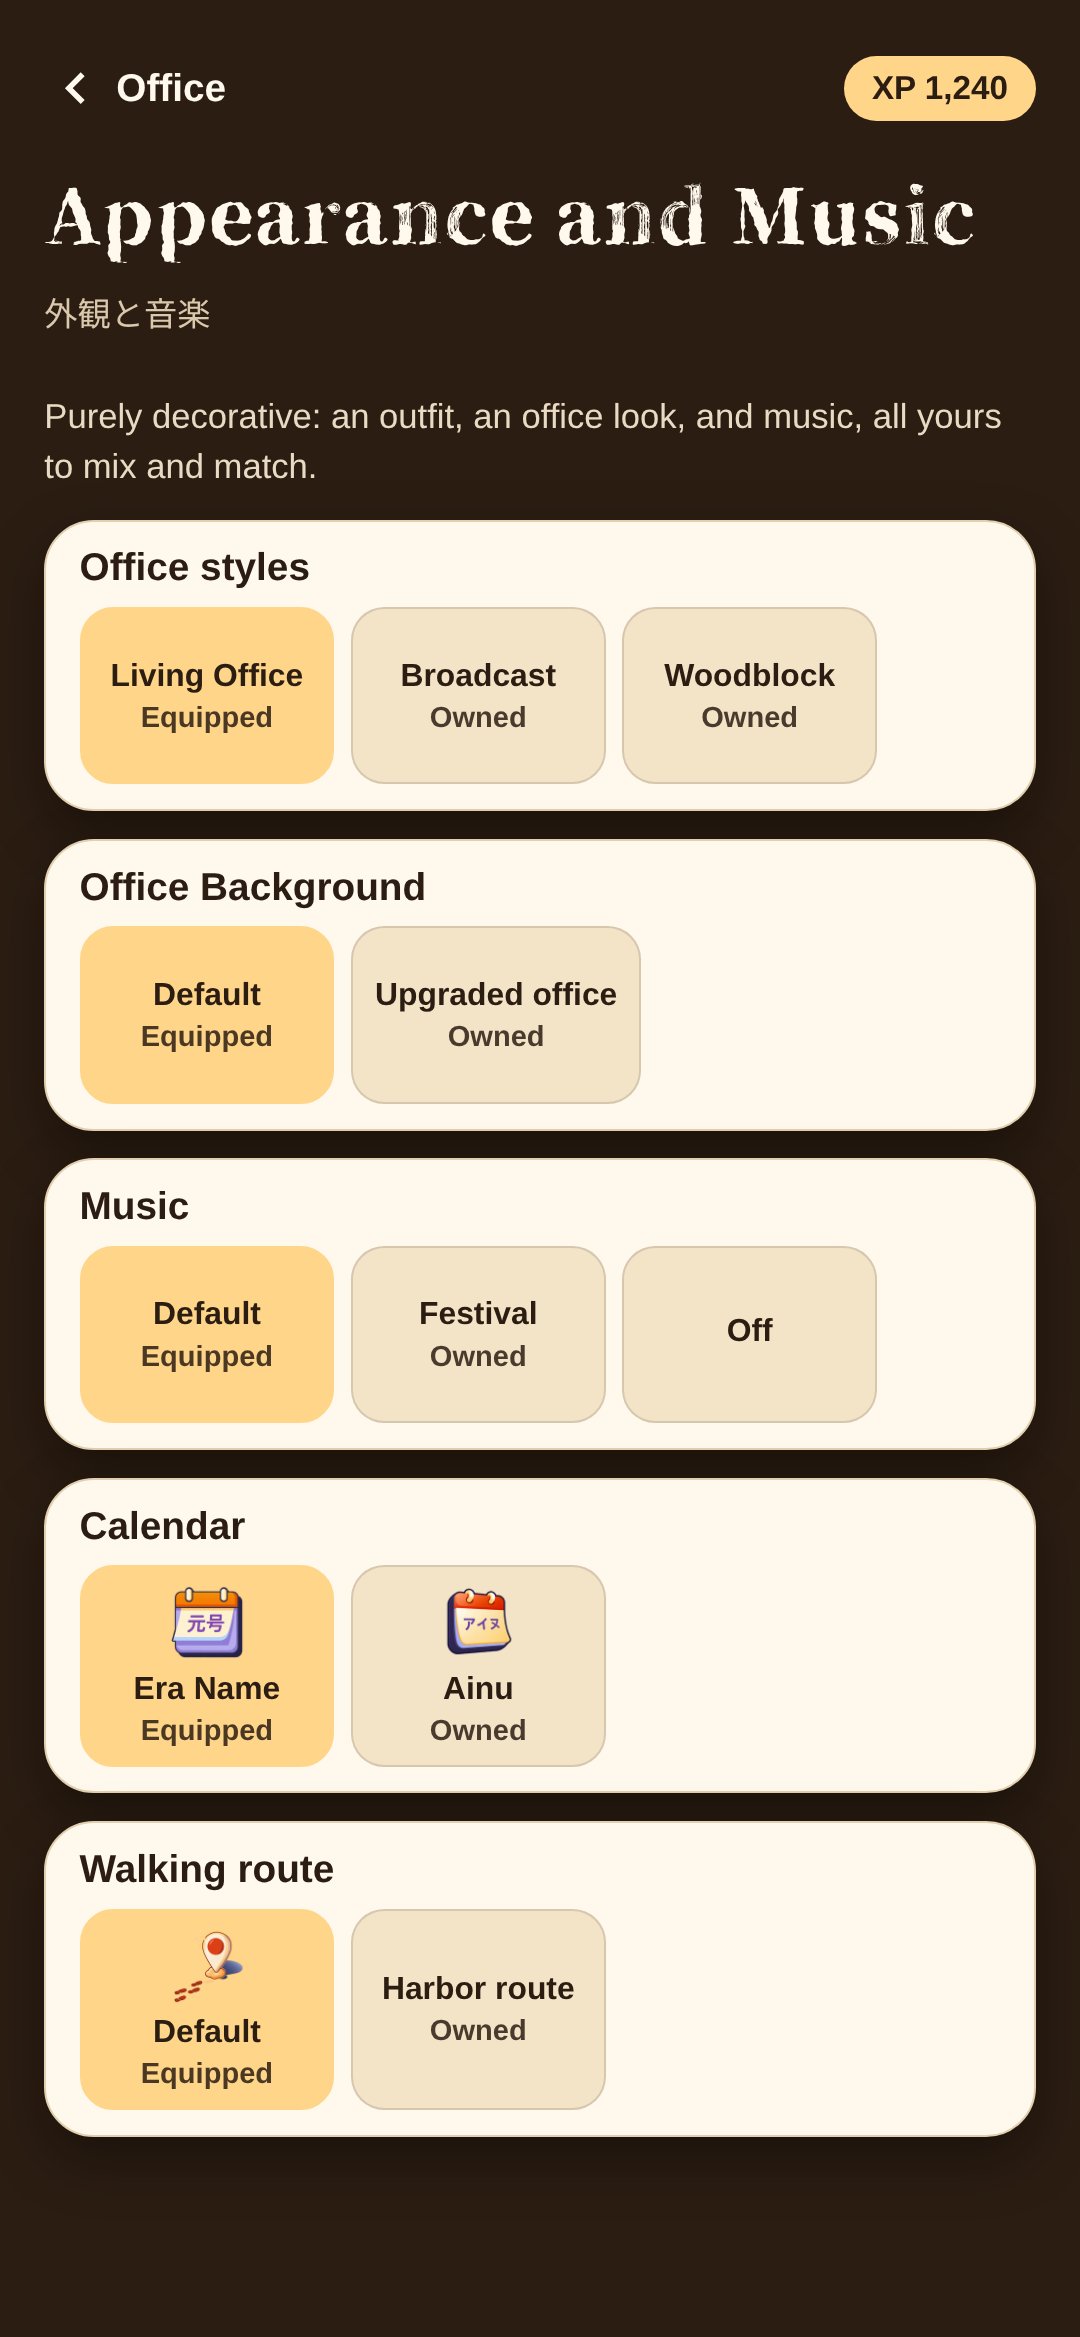 Office
XP 1,240
Appearance and Music
外観と音楽
Purely decorative: an outfit, an office look, and music, all yours
to mix and match.
Office styles
Living Office
Equipped
Broadcast
Owned
Woodblock
Owned
Office Background
Default
Equipped
Upgraded office
Owned
Music
Default
Equipped
Festival
Owned
Off
Calendar
元号
Era Name
Equipped
アイヌ
Ainu
Owned
Walking route
Default
Equipped
Harbor route
Owned